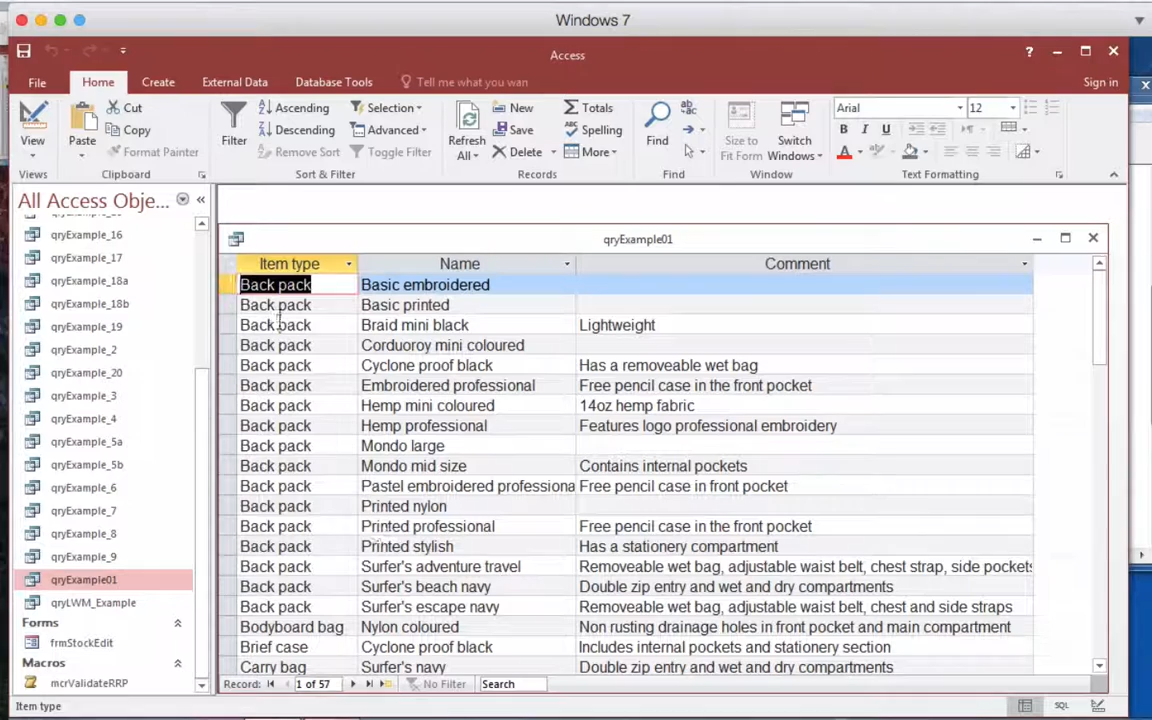 Windows 7
Access
? 
File Home Create External Data Database Tools Tell me what you want Sign in
View Paste Cut Copy Format Painter
Filter Ascending Descending Remove Sort Selection Advanced Toggle Filter
Refresh All New Save Delete Totals Spelling More
Find Size to Fit Form Switch Windows
Arial 12
B I U A
Views Clipboard Sort & Filter Records Find Window Text Formatting
All Access Obje...
qryExample_16
qryExample_17
qryExample_18a
qryExample_18b
qryExample_19
qryExample_2
qryExample_20
qryExample_3
qryExample_4
qryExample_5a
qryExample_5b
qryExample_6
qryExample_7
qryExample_8
qryExample_9
qryExample01
qryLWM_Example
Forms
frmStockEdit
Macros
mcrValidateRRP
qryExample01
Item type Name Comment
Back pack Basic embroidered
Back pack Basic printed
Back pack Braid mini black Lightweight
Back pack Corduoroy mini coloured
Back pack Cyclone proof black Has a removeable wet bag
Back pack Embroidered professional Free pencil case in the front pocket
Back pack Hemp mini coloured 14oz hemp fabric
Back pack Hemp professional Features logo professional embroidery
Back pack Mondo large
Back pack Mondo mid size Contains internal pockets
Back pack Pastel embroidered professiona Free pencil case in front pocket
Back pack Printed nylon
Back pack Printed professional Free pencil case in the front pocket
Back pack Printed stylish Has a stationery compartment
Back pack Surfer's adventure travel Removeable wet bag, adjustable waist belt, chest strap, side pockets
Back pack Surfer's beach navy Double zip entry and wet and dry compartments
Back pack Surfer's escape navy Removeable wet bag, adjustable waist belt, chest and side straps
Bodyboard bag Nylon coloured Non rusting drainage holes in front pocket and main compartment
Brief case Cyclone proof black Includes internal pockets and stationery section
Carry bag Surfer's navy Double zip entry and wet and dry compartments
Record: 1 of 57 No Filter Search
Item type SQL